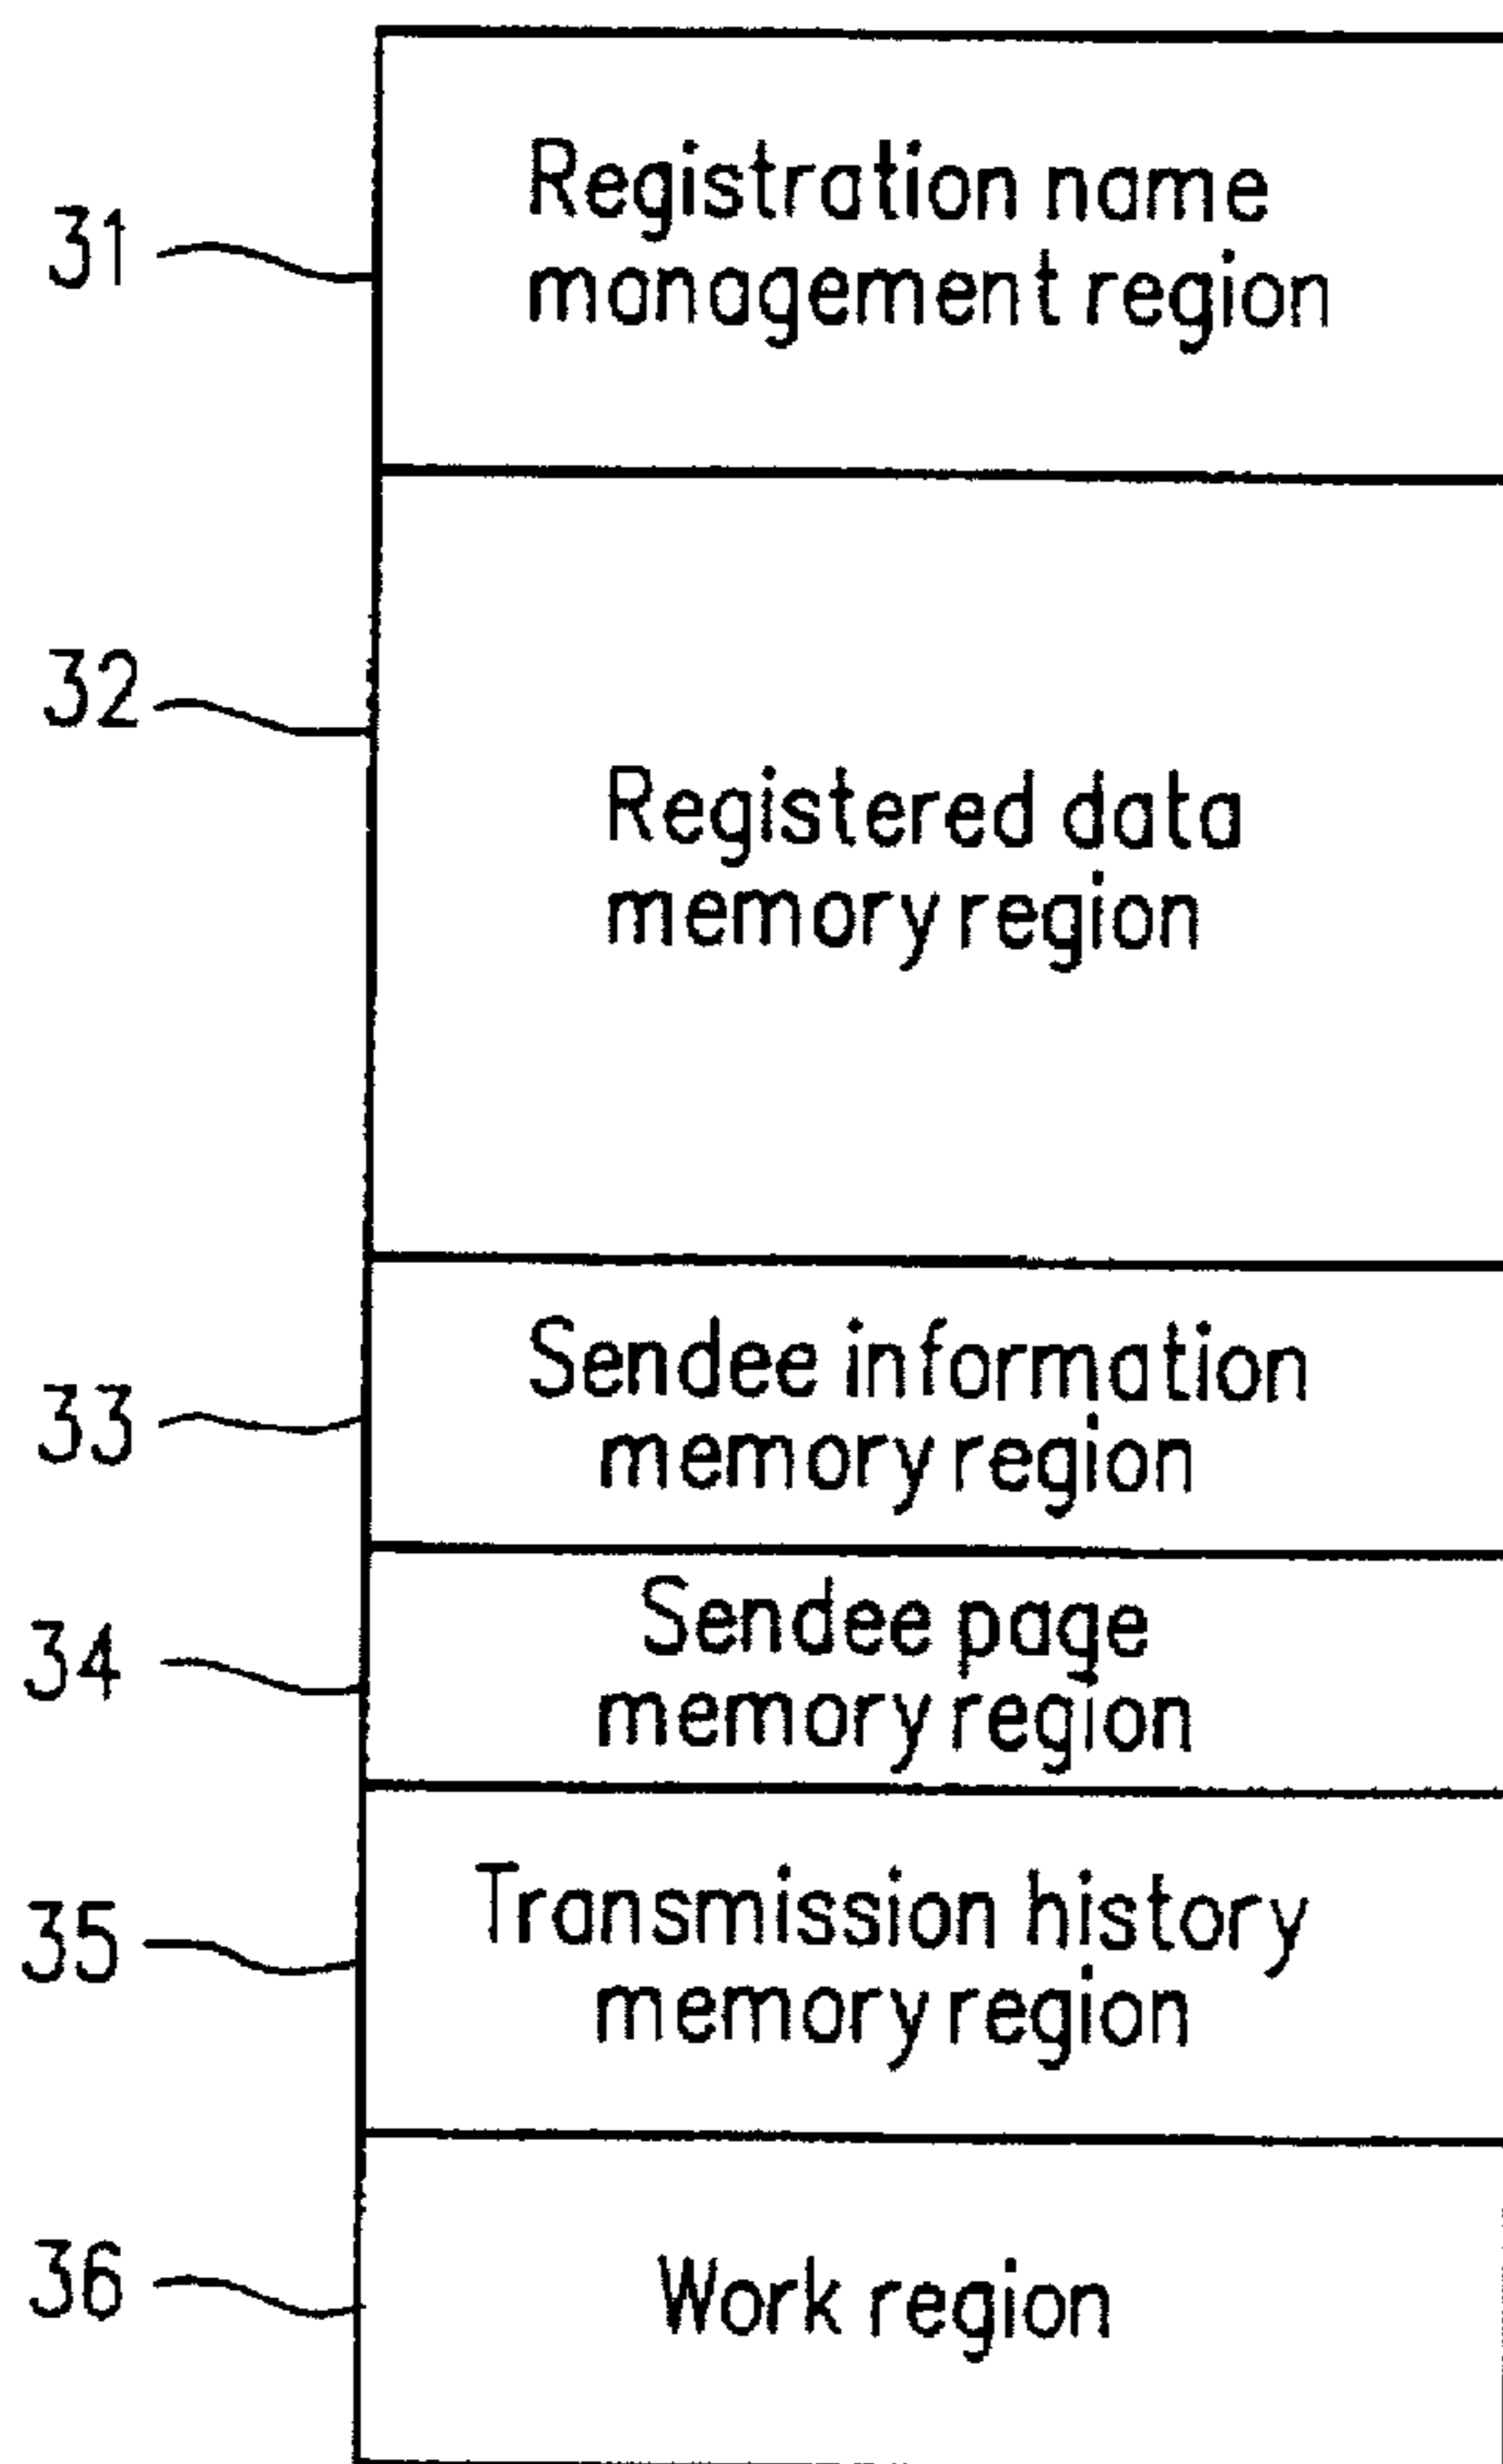 31
Registration name
management region
32
Registered data
memory region
33
Sendee information
memory region
34
Sendee page
memory region
35
Transmission history
memory region
36
Work region